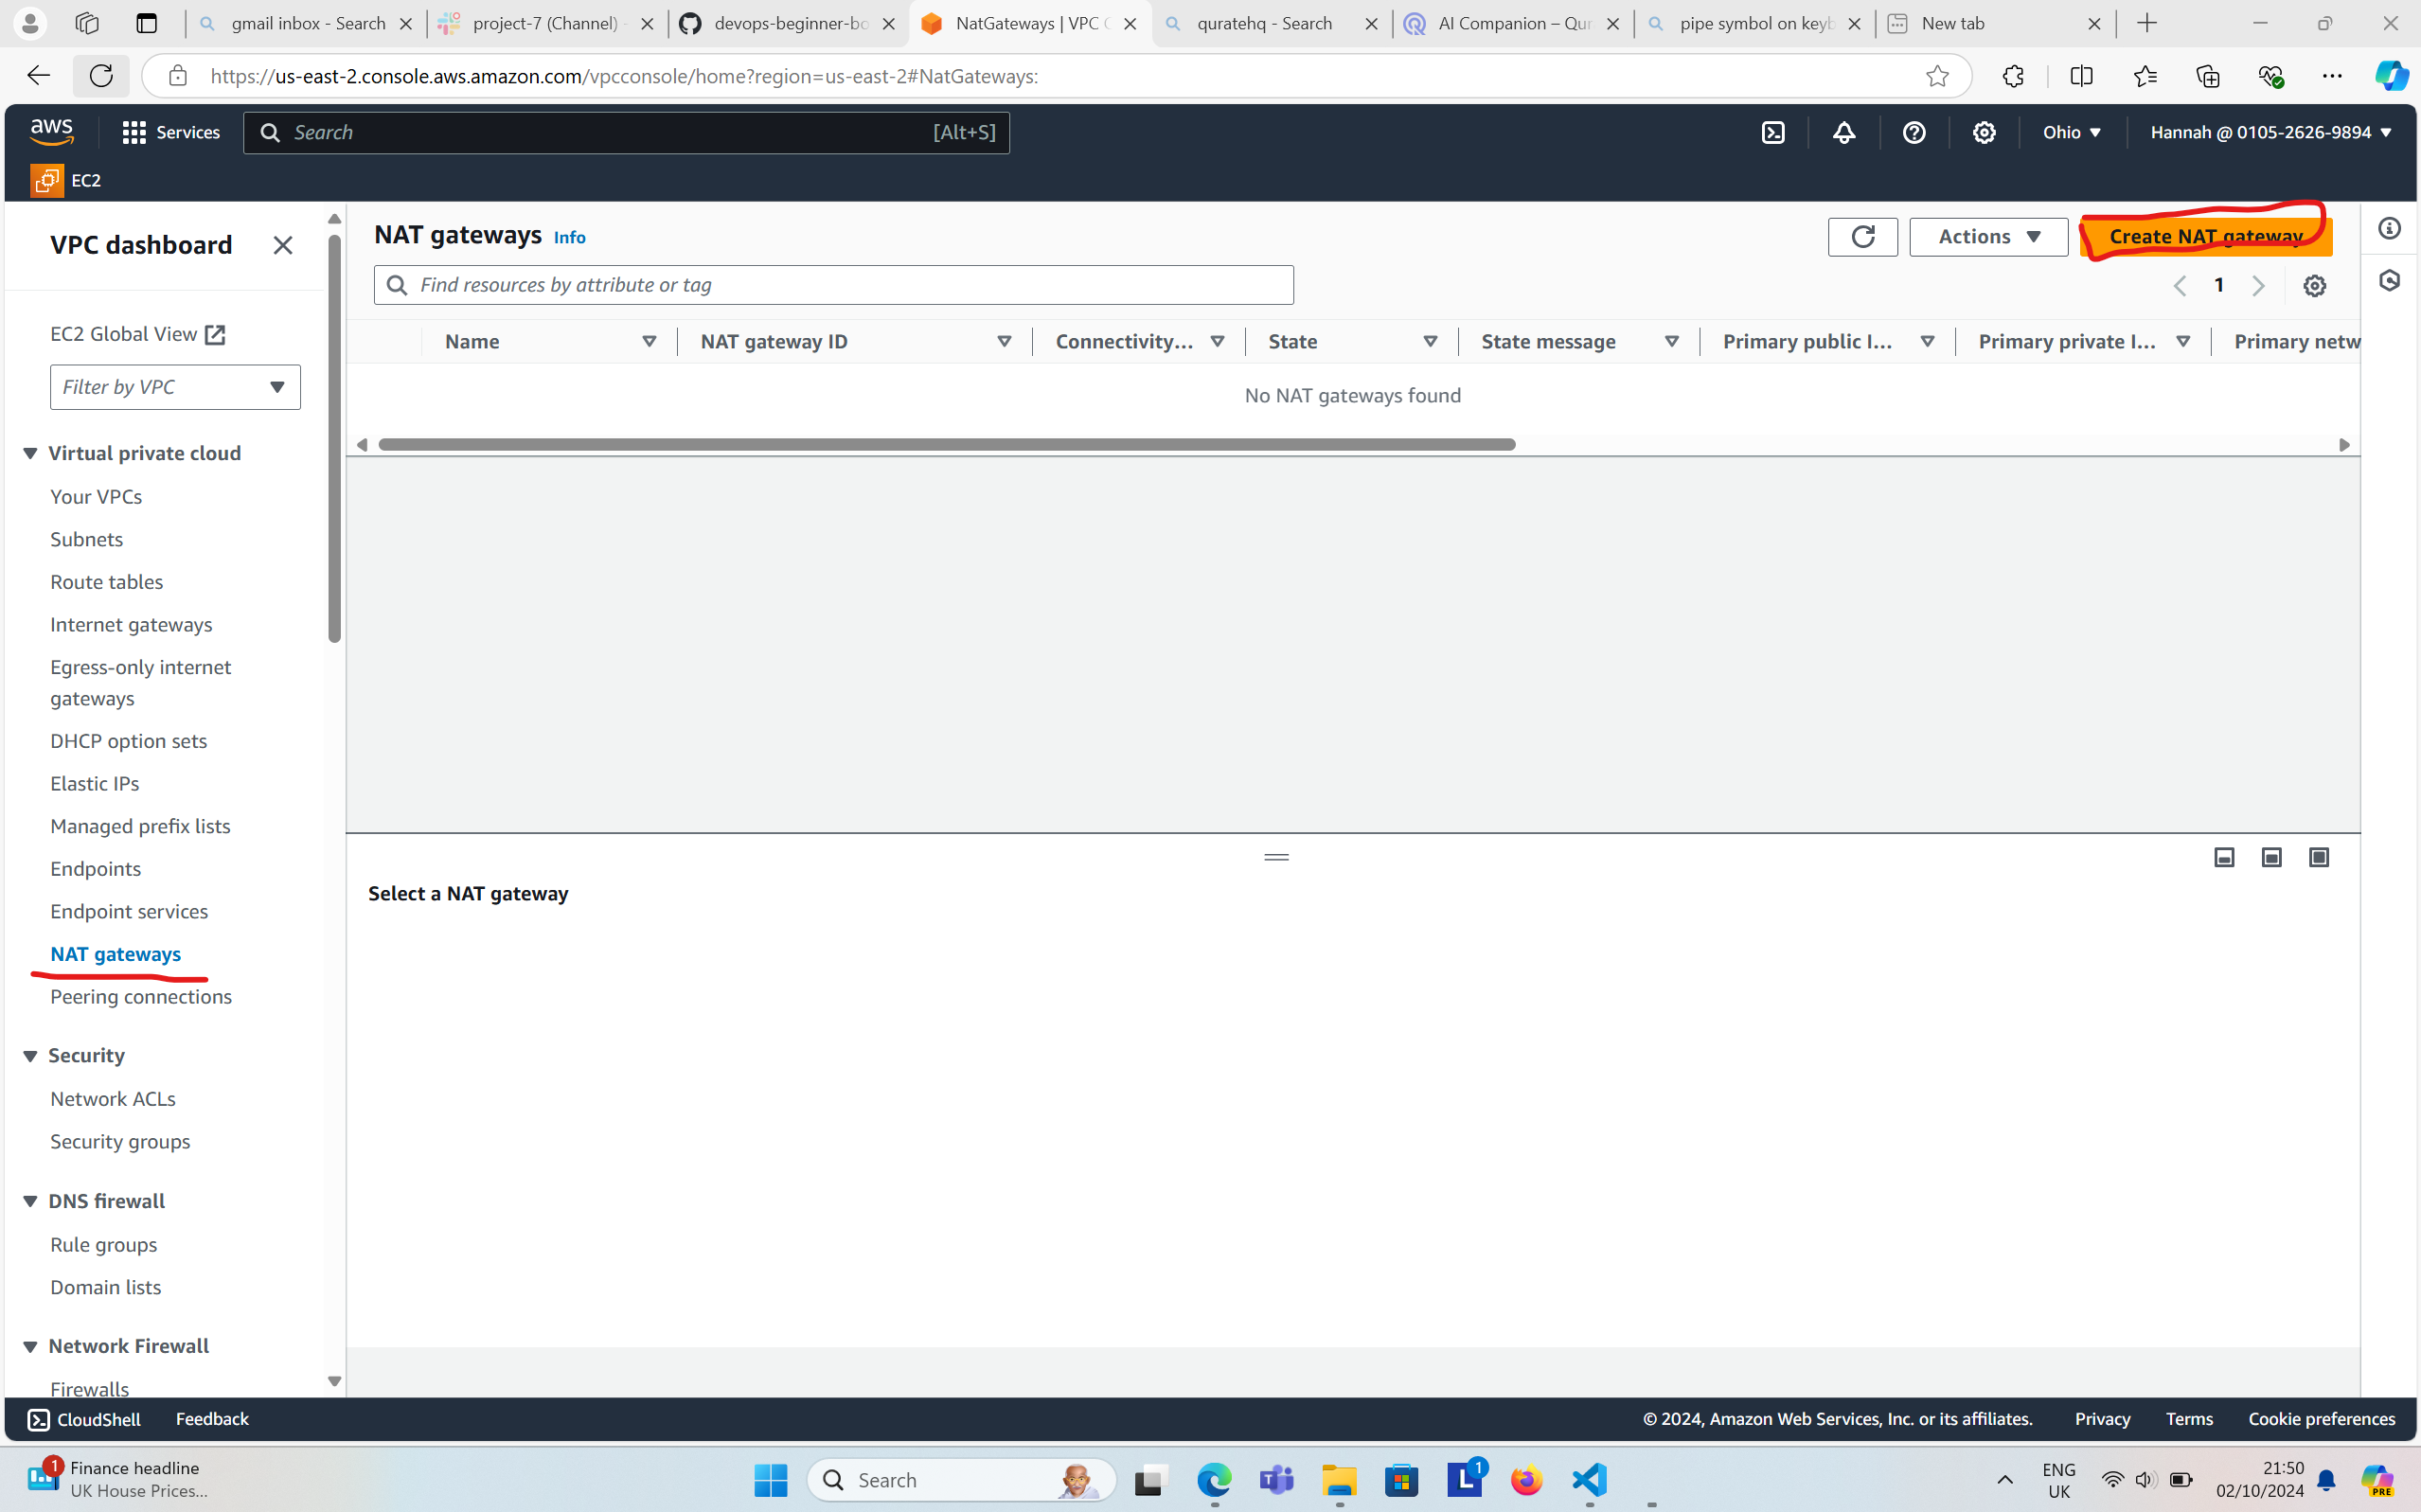 gmail inbox - Search
project-7 (Channel) -
devops-beginner-bo
NatGateways | VPC C
quratehq - Search
AI Companion – Qur
pipe symbol on keyb
New tab
https://us-east-2.console.aws.amazon.com/vpcconsole/home?region=us-east-2#NatGateways:
aws
Services
Search
[Alt+S]
Ohio
Hannah @ 0105-2626-9894
EC2
VPC dashboard
EC2 Global View
Filter by VPC
Virtual private cloud
Your VPCs
Subnets
Route tables
Internet gateways
Egress-only internet
gateways
DHCP option sets
Elastic IPs
Managed prefix lists
Endpoints
Endpoint services
NAT gateways
Peering connections
Security
Network ACLs
Security groups
DNS firewall
Rule groups
Domain lists
Network Firewall
Firewalls
NAT gateways Info
Actions
Create NAT gateway
Find resources by attribute or tag
1
Name
NAT gateway ID
Connectivity...
State
State message
Primary public I...
Primary private I...
Primary netw
No NAT gateways found
Select a NAT gateway
CloudShell
Feedback
© 2024, Amazon Web Services, Inc. or its affiliates.
Privacy
Terms
Cookie preferences
1
Finance headline
UK House Prices...
Search
L
1
ENG
UK
21:50
02/10/2024
PRE